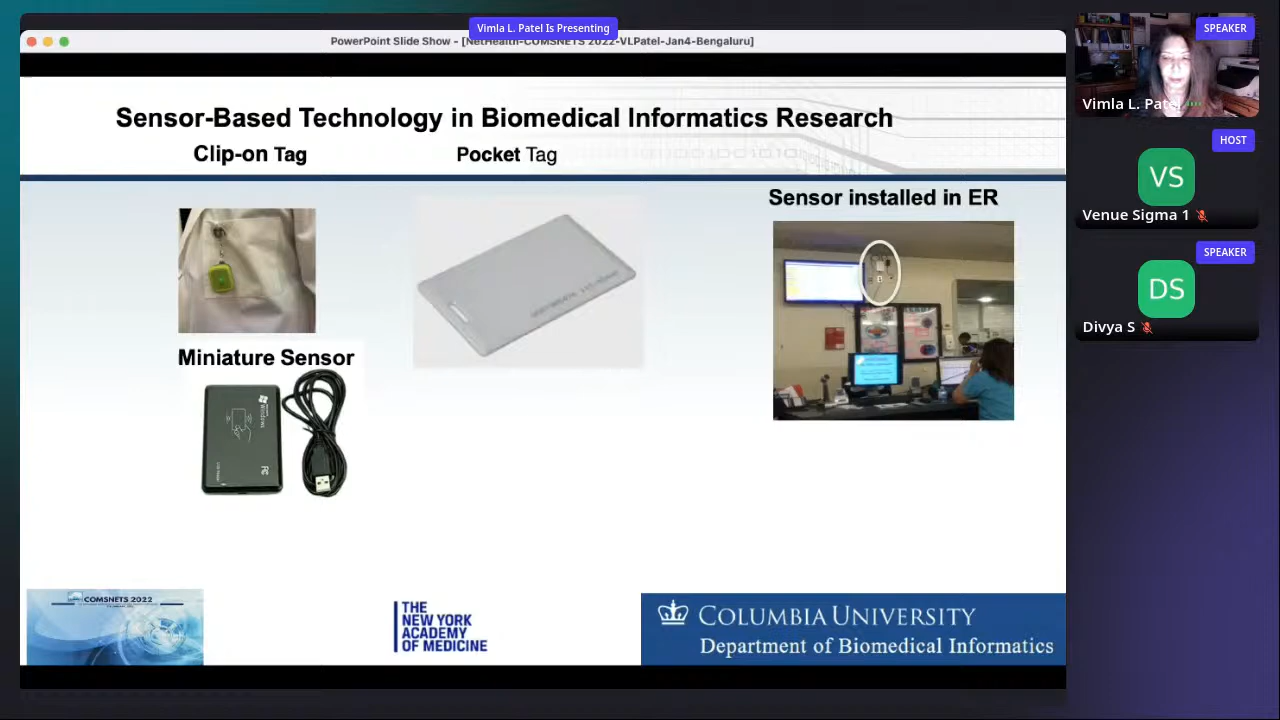 Vimla L. Patel Is Presenting
PowerPoint Slide Show - [NetHealth-COMSNETS 2022-VLPatel-Jan4-Bengaluru]
Sensor-Based Technology in Biomedical Informatics Research
Clip-on Tag
Pocket Tag
Sensor installed in ER
Miniature Sensor
Windows
FC
COMSNETS 2022
THE
NEW YORK
ACADEMY
OF MEDICINE
COLUMBIA UNIVERSITY
Department of Biomedical Informatics
SPEAKER
Vimla L. Patel
HOST
VS
Venue Sigma 1
SPEAKER
DS
Divya S